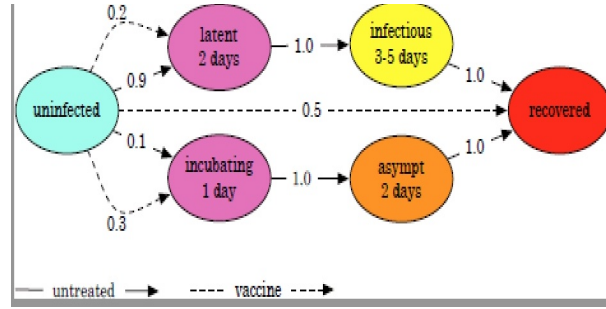 0.2
latent
2 days
1.0
infectious
3-5 days
0.9
1.0
uninfected
0.5
recovered
0.1
incubating
1 day
1.0
asympt
2 days
1.0
0.3
untreated
vaccine